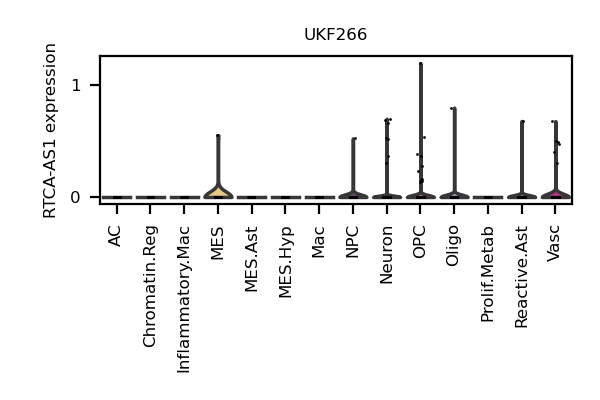 UKF266
RTCA-AS1 expression
1
0
AC
Chromatin.Reg
Inflammatory.Mac
MES
MES.Ast
MES.Hyp
Mac
NPC
Neuron
OPC
Oligo
Prolif.Metab
Reactive.Ast
Vasc